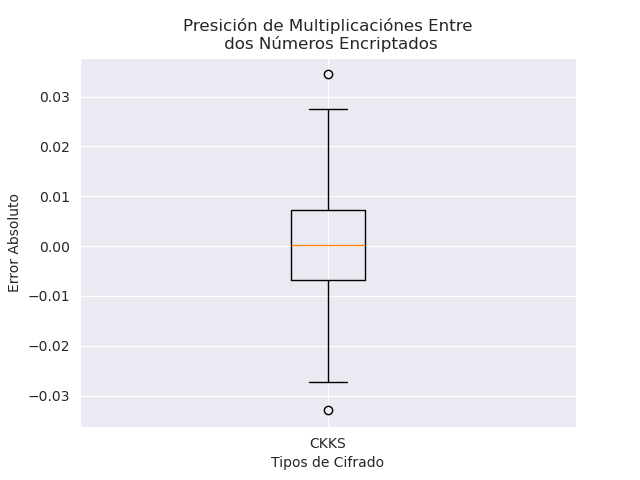 Presición de Multiplicaciónes Entre
dos Números Encriptados
0.03
0.02
0.01
0.00
−0.01
−0.02
−0.03
Error Absoluto
CKKS
Tipos de Cifrado